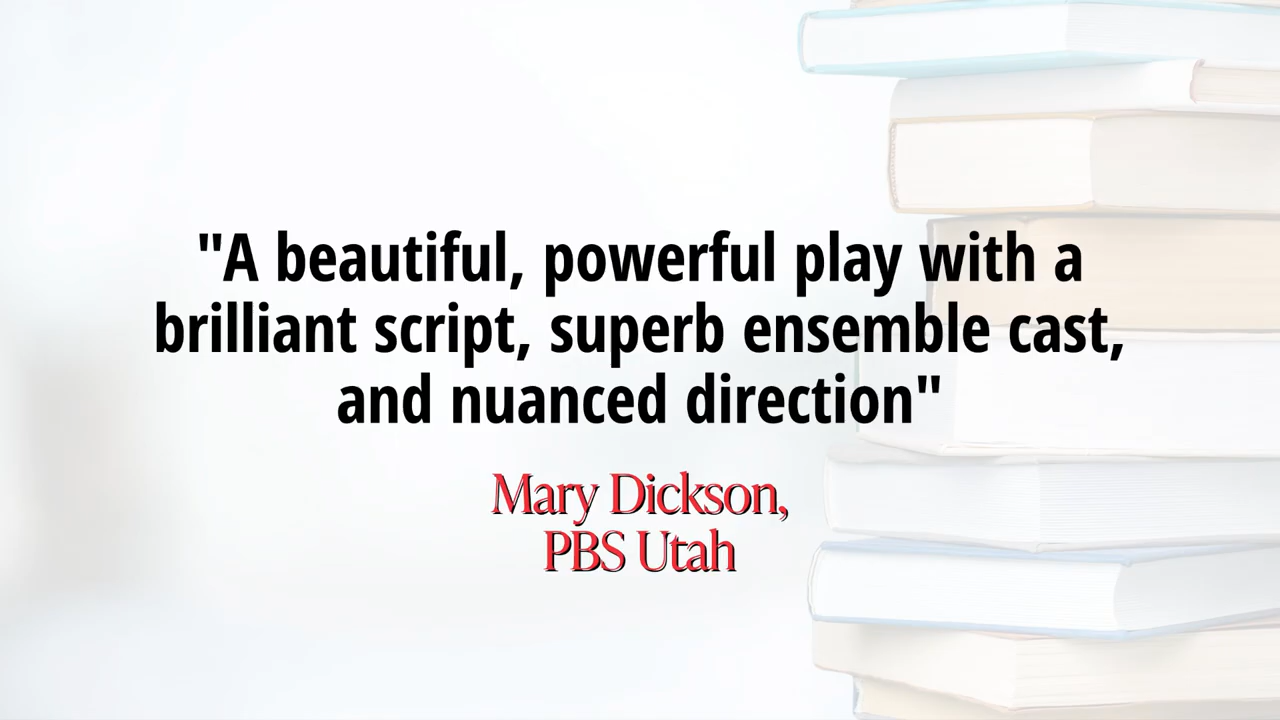 "A beautiful, powerful play with a
brilliant script, superb ensemble cast,
and nuanced direction"
Mary Dickson,
PBS Utah